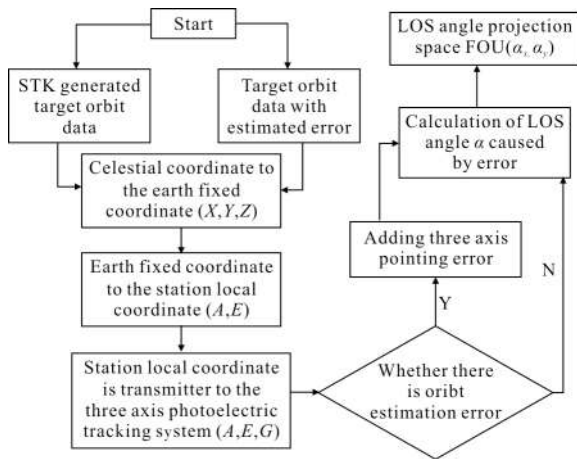 Start
STK generated
target orbit
data
Target orbit
data with
estimated error
Celestial coordinate to
the earth fixed
coordinate (X,Y,Z)
Earth fixed coordinate
to the station local
coordinate (A,E)
Station local coordinate
is transmitter to the
three axis photoelectric
tracking system (A,E,G)
Whether there
is oribt
estimation error
Y
N
Adding three axis
pointing error
Calculation of LOS
angle α caused
by error
LOS angle projection
space FOU(αx, αy)